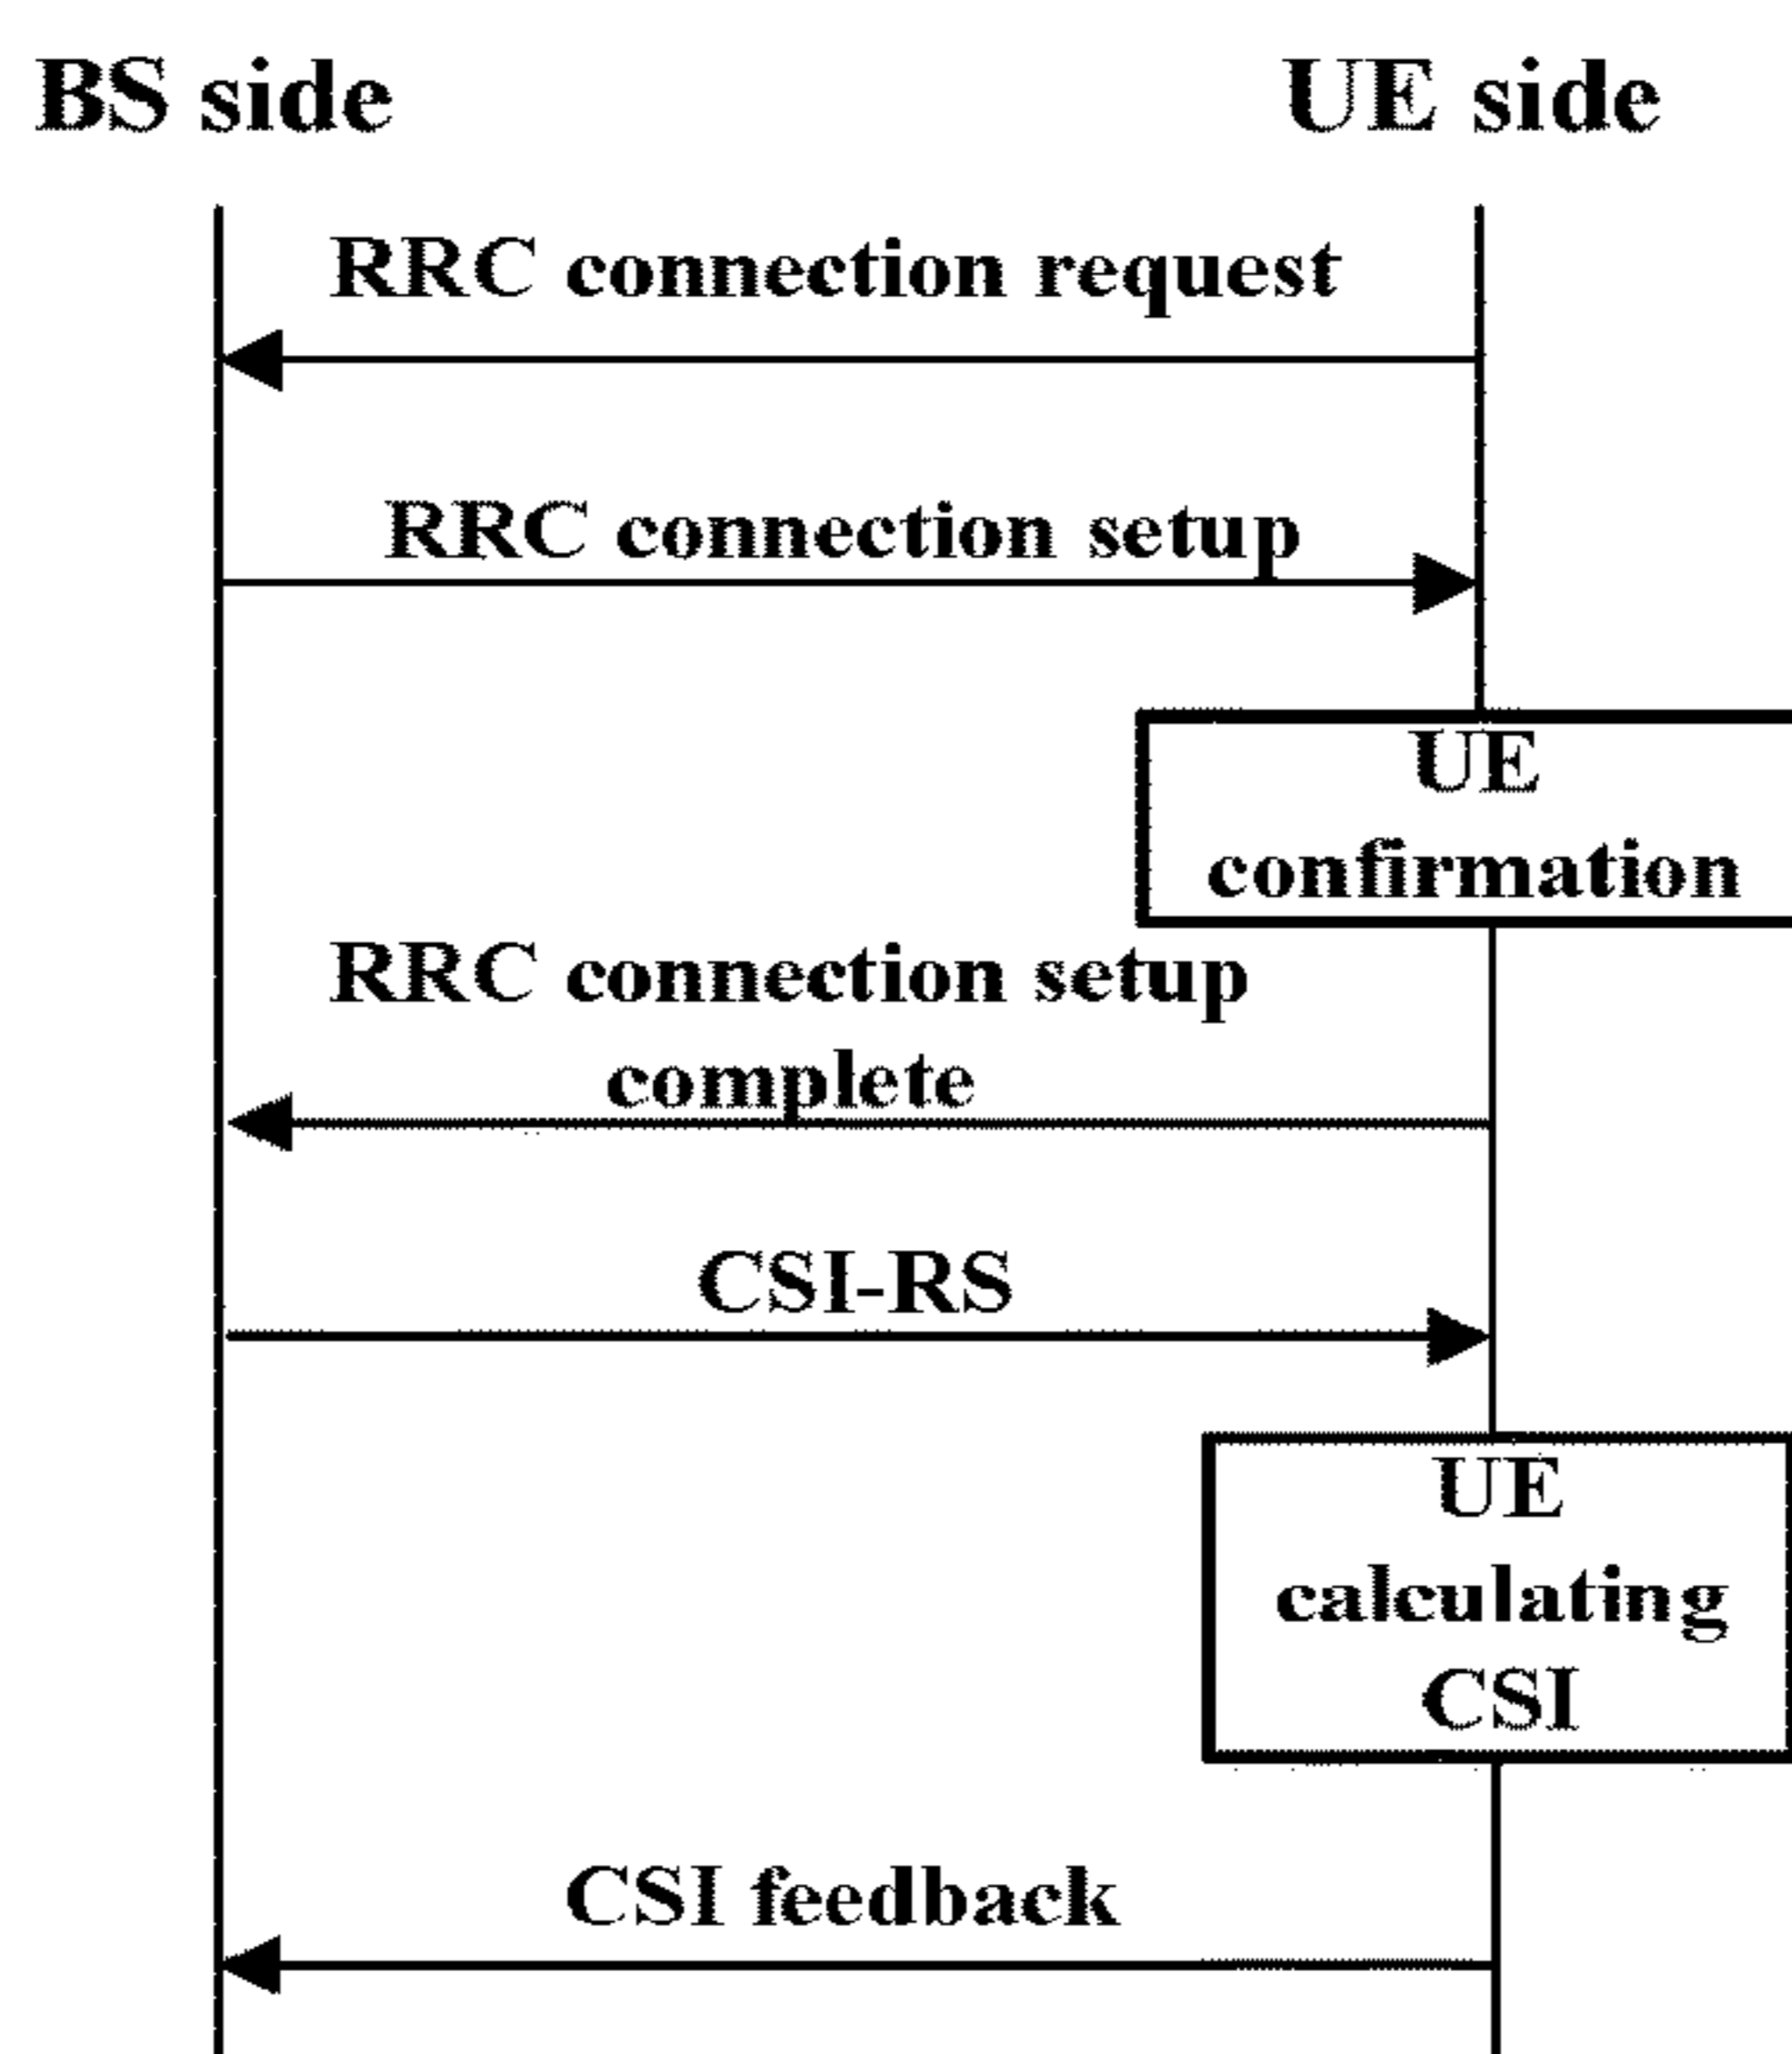 BS side
UE side
RRC connection request
RRC connection setup
UE
confirmation
RRC connection setup
complete
CSI-RS
UE
calculating
CSI
CSI feedback